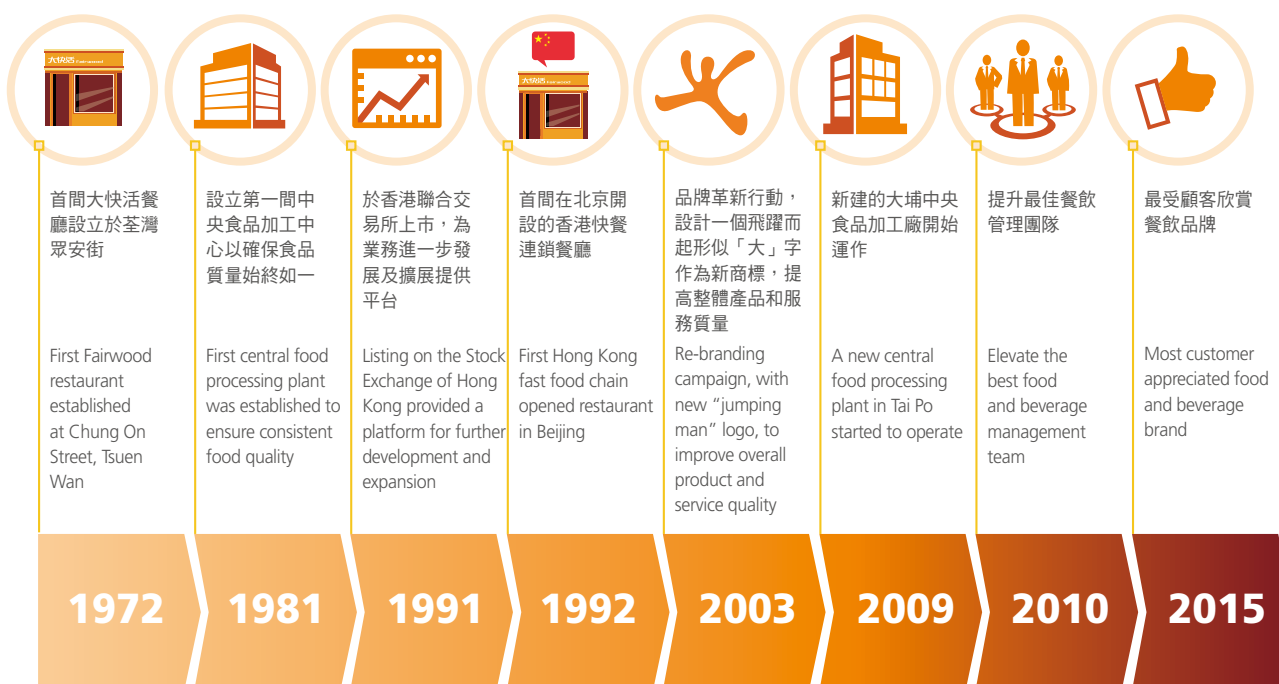 大快活 Fairwood
大快活 Fairwood
首間大快活餐
廳設立於荃灣
眾安街
First Fairwood
restaurant
established
at Chung On
Street, Tsuen
Wan
1972
設立第一間中
央食品加工中
心以確保食品
質量始終如一
First central food
processing plant
was established to
ensure consistent
food quality
1981
於香港聯合交
易所上市，為
業務進一步發
展及擴展提供
平台
Listing on the Stock
Exchange of Hong
Kong provided a
platform for further
development and
expansion
1991
首間在北京開
設的香港快餐
連鎖餐廳
First Hong Kong
fast food chain
opened restaurant
in Beijing
1992
品牌革新行動，
設計一個飛躍而
起形似「大」字
作為新商標，提
高整體產品和服
務質量
Re-branding
campaign, with
new “jumping
man” logo, to
improve overall
product and
service quality
2003
新建的大埔中央
食品加工廠開始
運作
A new central
food processing
plant in Tai Po
started to operate
2009
提升最佳餐飲
管理團隊
Elevate the
best food
and beverage
management
team
2010
最受顧客欣賞
餐飲品牌
Most customer
appreciated food
and beverage
brand
2015